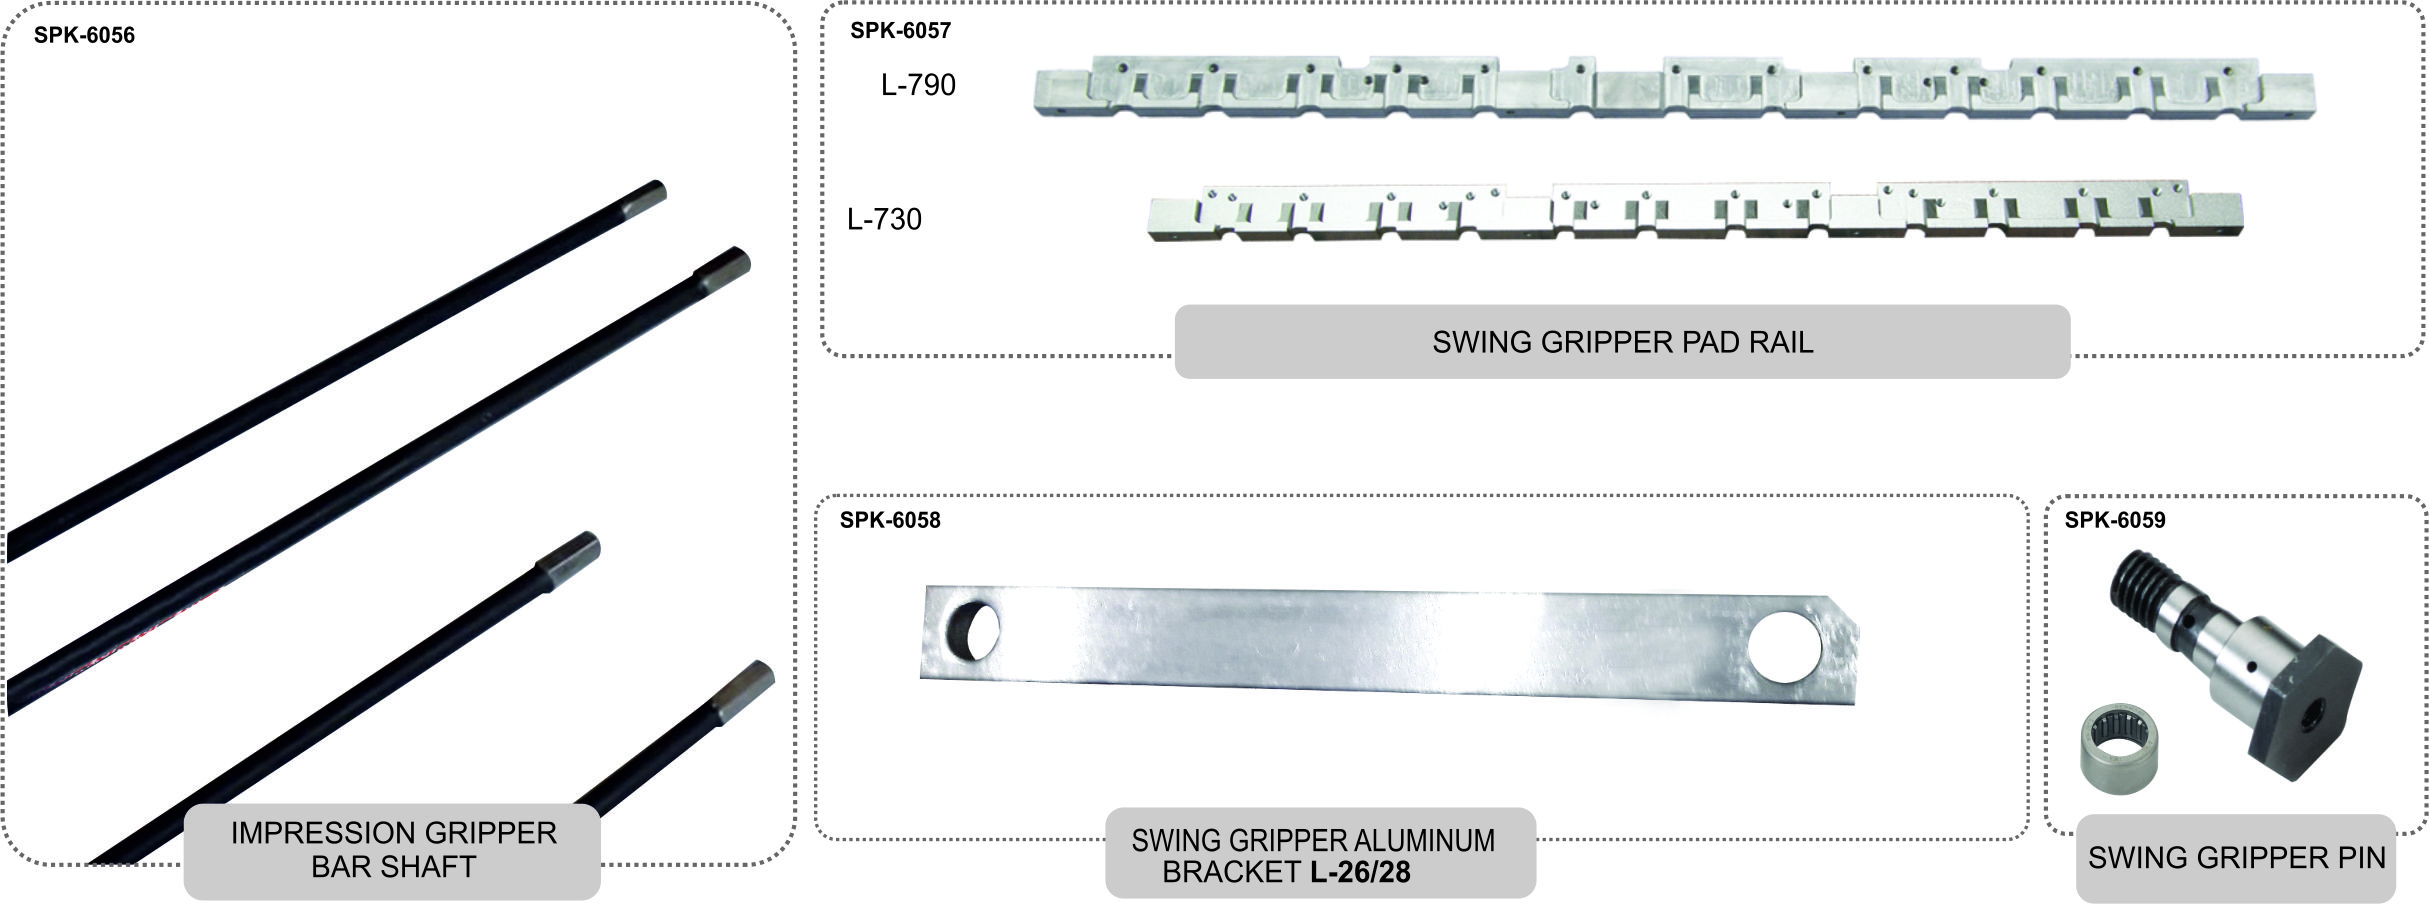 SPK-6056
IMPRESSION GRIPPER
BAR SHAFT
SPK-6057
L-790
L-730
SWING GRIPPER PAD RAIL
SPK-6058
SWING GRIPPER ALUMINUM
BRACKET L-26/28
SPK-6059
SWING GRIPPER PIN